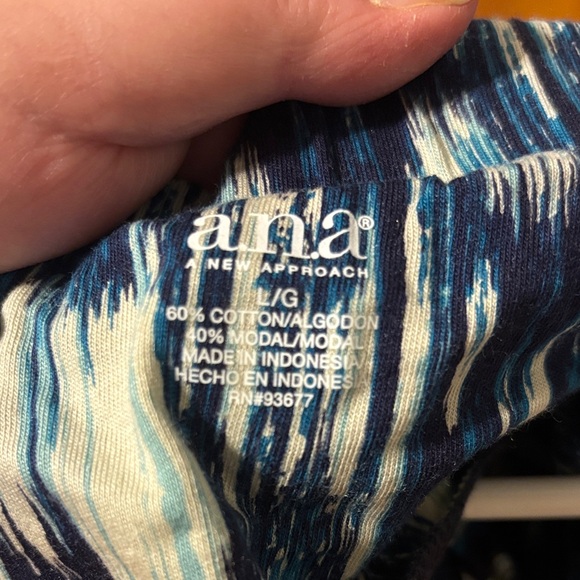 a.n.a®
A NEW APPROACH
L/G
60% COTTON/ALGODON
40% MODAL/MODAL
MADE IN INDONESIA
HECHO EN INDONESIA
RN#93677